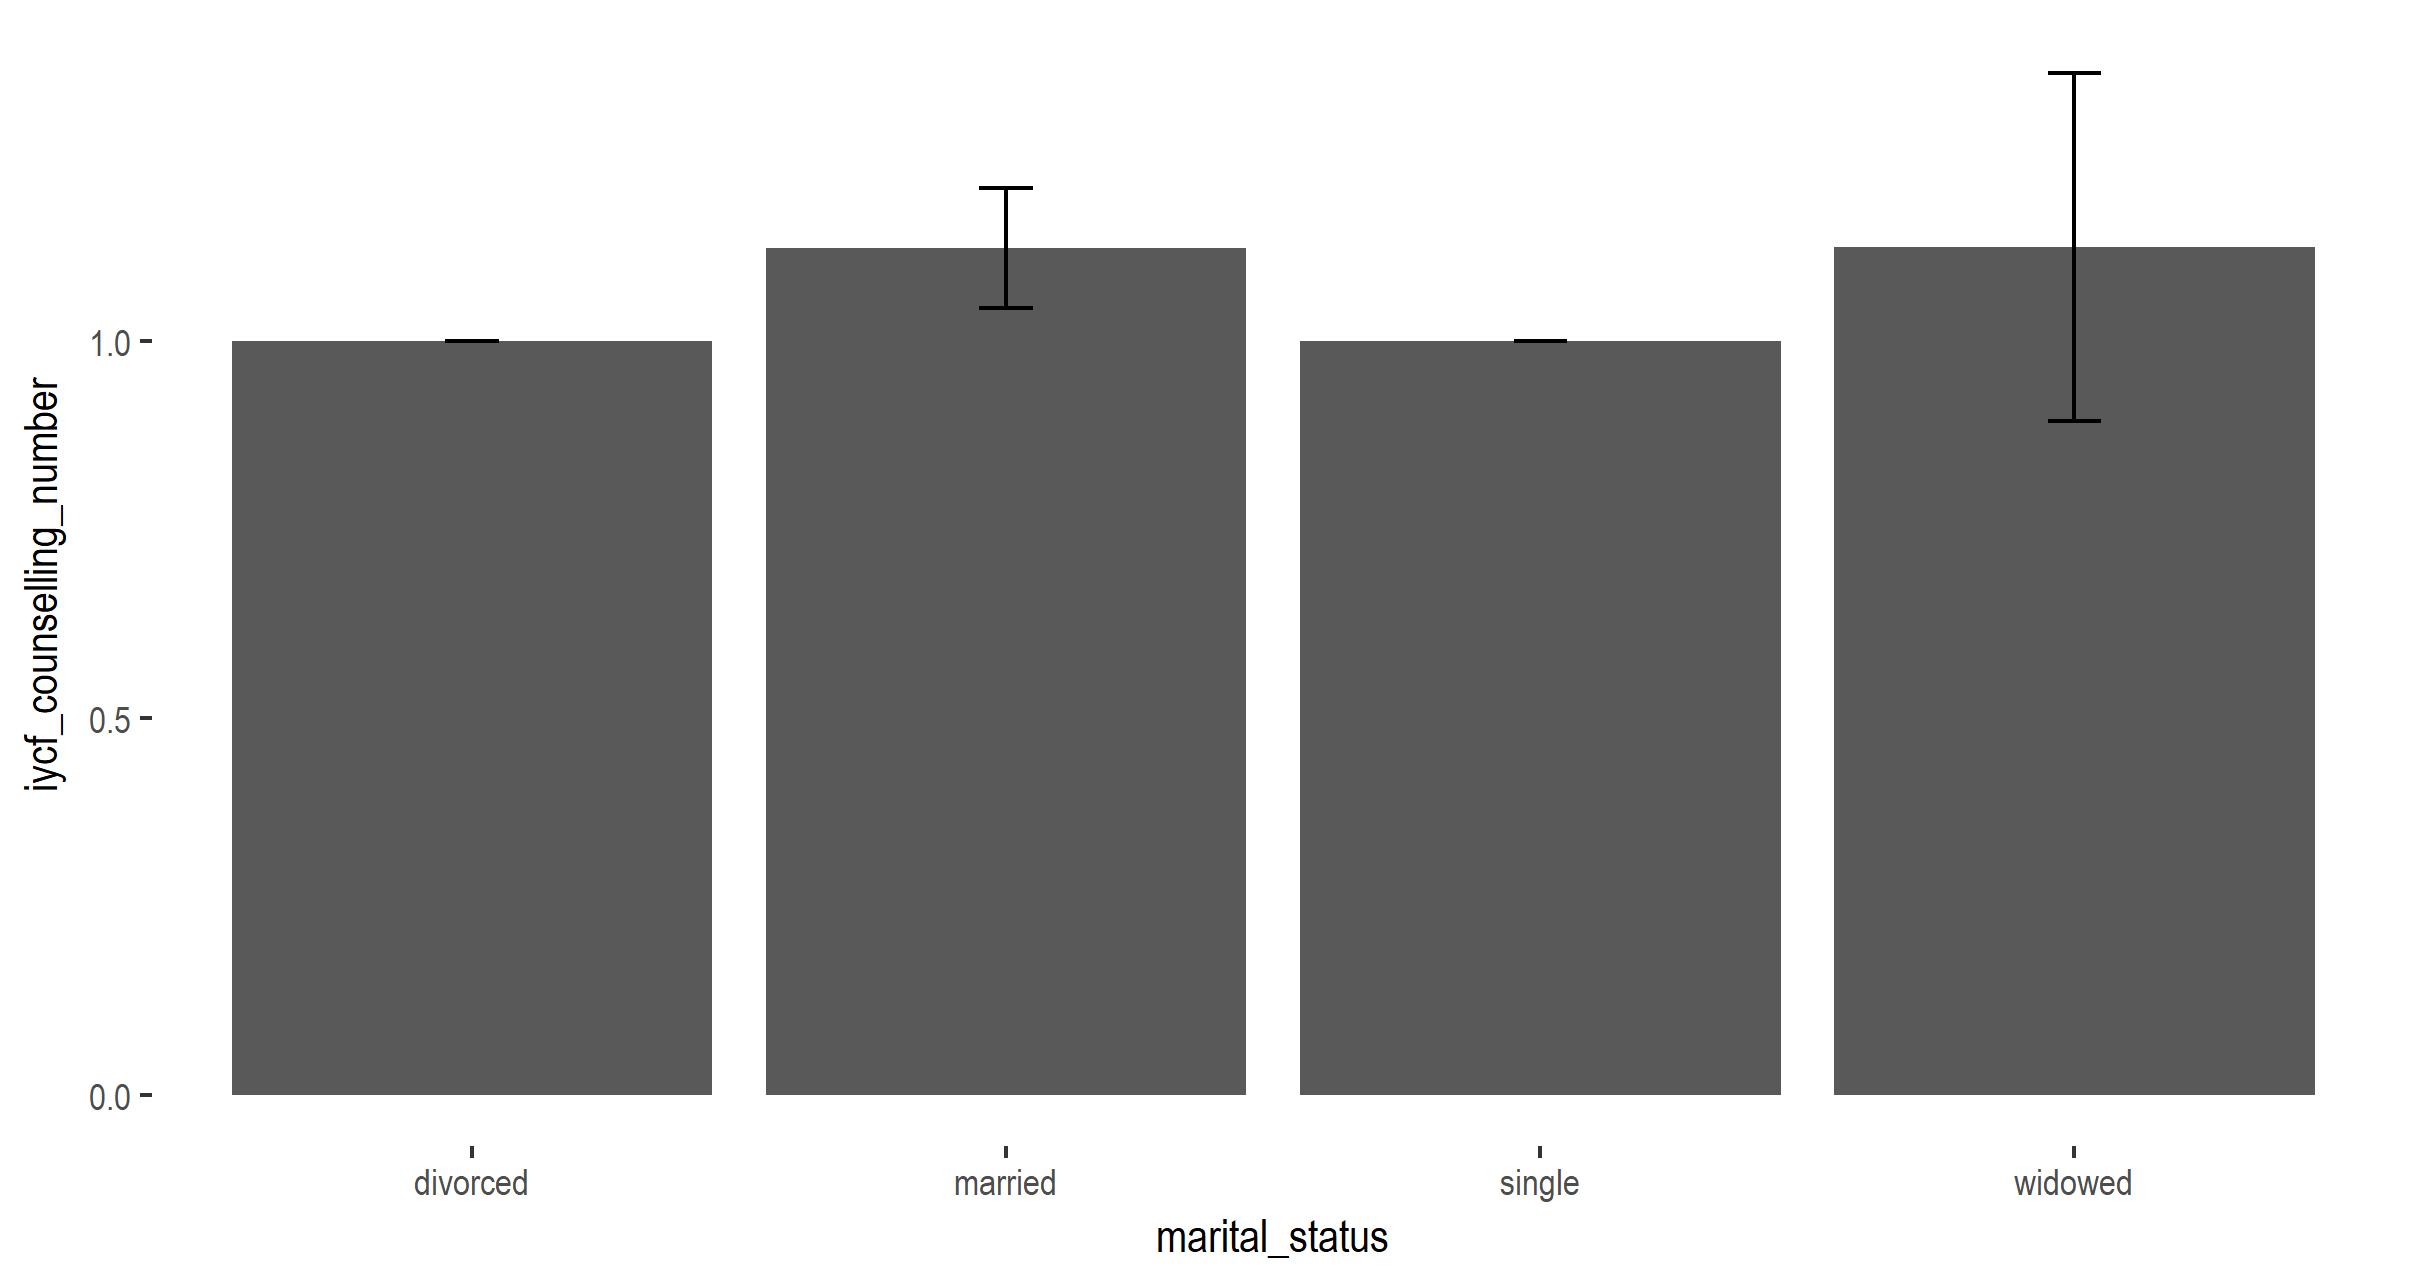 iycf_counselling_number
1.0
0.5
0.0
divorced married single widowed
marital_status